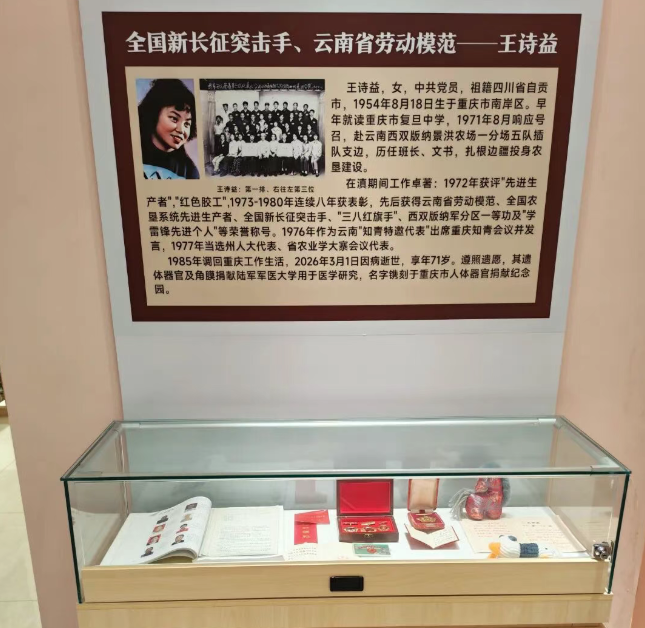 全国新长征突击手、云南省劳动模范——王诗益
王诗益，女，中共党员，祖籍四川省自贡
市，1954年8月18日生于重庆市南岸区。早
年就读重庆市复旦中学，1971年8月响应号
召，赴云南西双版纳景洪农场一分场五队插
队支边，历任班长、文书，扎根边疆投身农
垦建设。
王诗益：第一排，右往左第三位
在滇期间工作卓著：1972年获评"先进生
产者","红色胶工",1973-1980年连续八年获表彰，先后获得云南省劳动模范、全国农
垦系统先进生产者、全国新长征突击手、"三八红旗手"、西双版纳军分区一等功及"学
雷锋先进个人"等荣誉称号。1976年作为云南"知青特邀代表"出席重庆知青会议并发
言，1977年当选州人大代表、省农业学大寨会议代表。
1985年调回重庆工作生活，2026年3月1日因病逝世，享年71岁。遵照遗愿，其遗
体器官及角膜捐献陆军军医大学用于医学研究，名字镌刻于重庆市人体器官捐献纪念
园。